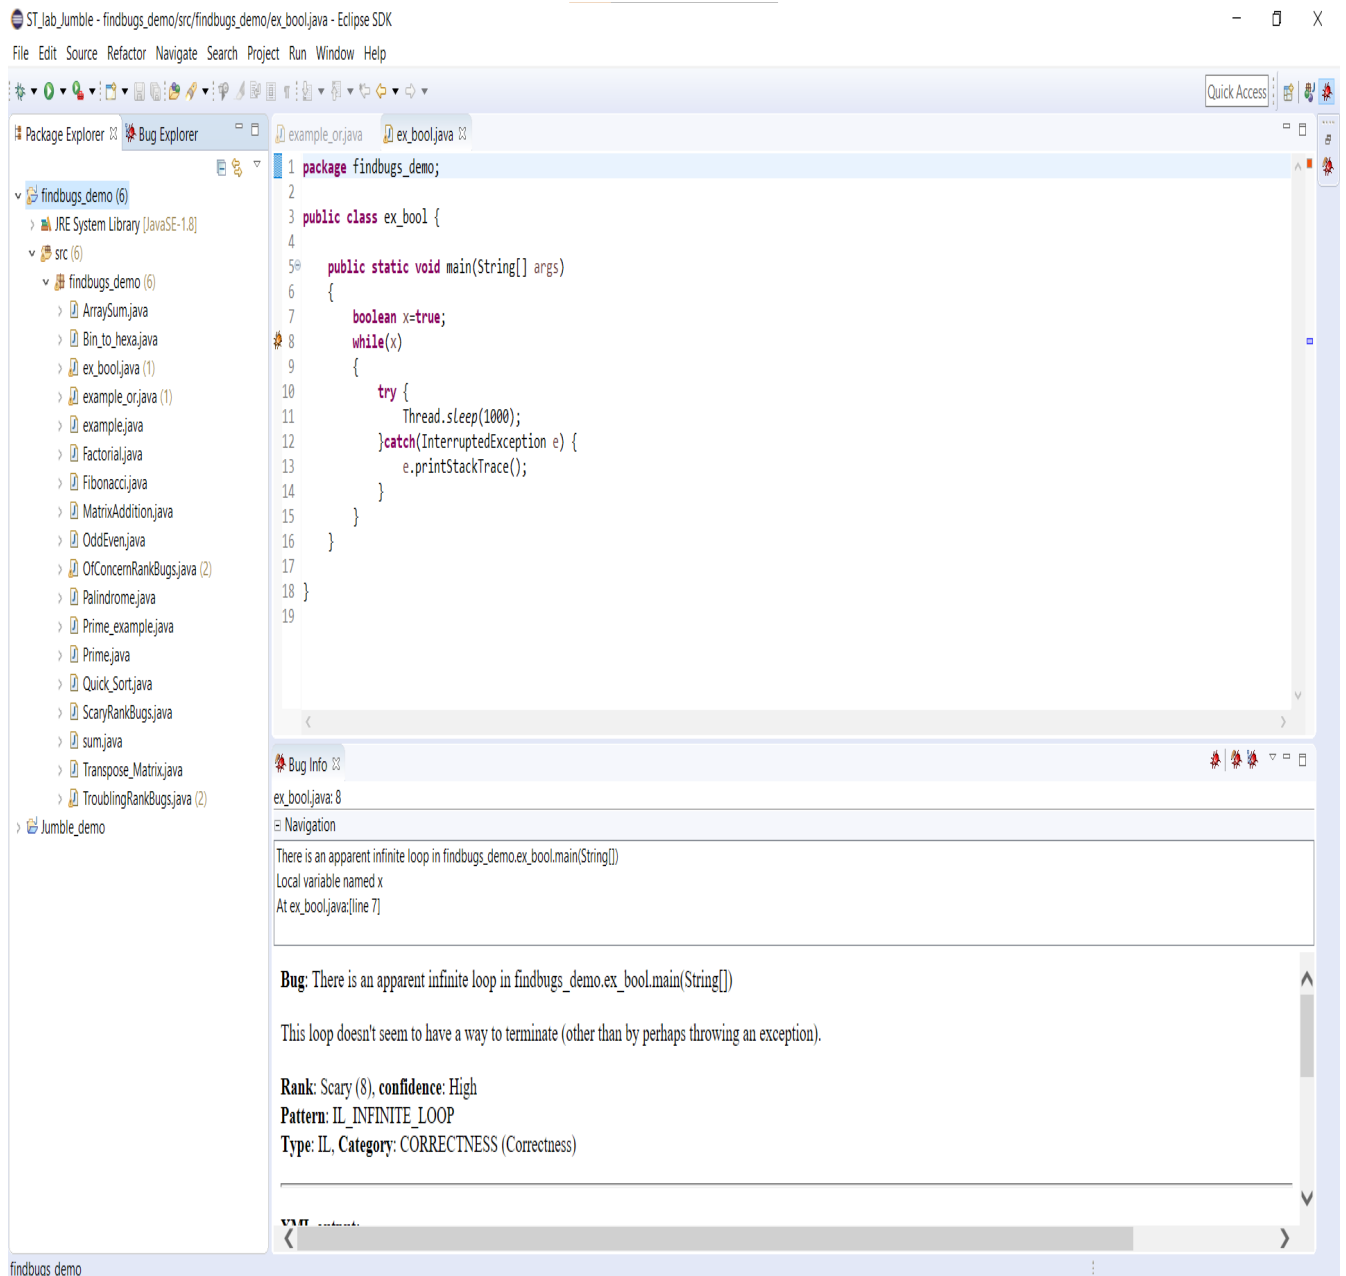 ST_lab_Jumble - findbugs_demo/src/findbugs_demo/ex_bool.java - Eclipse SDK
File Edit Source Refactor Navigate Search Project Run Window Help
Quick Access
Package Explorer
Bug Explorer
findbugs_demo (6)
JRE System Library [JavaSE-1.8]
src (6)
findbugs_demo (6)
ArraySum.java
Bin_to_hexa.java
ex_bool.java (1)
example_or.java (1)
example.java
Factorial.java
Fibonacci.java
MatrixAddition.java
OddEven.java
OfConcernRankBugs.java (2)
Palindrome.java
Prime_example.java
Prime.java
Quick_Sort.java
ScaryRankBugs.java
sum.java
Transpose_Matrix.java
TroublingRankBugs.java (2)
Jumble_demo
example_or.java
ex_bool.java
1 package findbugs_demo;
2
3 public class ex_bool {
4
5 public static void main(String[] args)
6 {
7 boolean x=true;
8 while(x)
9 {
10 try {
11 Thread.sleep(1000);
12 }catch(InterruptedException e) {
13 e.printStackTrace();
14 }
15 }
16 }
17
18 }
19
Bug Info
ex_bool.java: 8
Navigation
There is an apparent infinite loop in findbugs_demo.ex_bool.main(String[])
Local variable named x
At ex_bool.java:[line 7]
Bug: There is an apparent infinite loop in findbugs_demo.ex_bool.main(String[])
This loop doesn't seem to have a way to terminate (other than by perhaps throwing an exception).
Rank: Scary (8), confidence: High
Pattern: IL_INFINITE_LOOP
Type: IL, Category: CORRECTNESS (Correctness)
XML output:
findbugs_demo